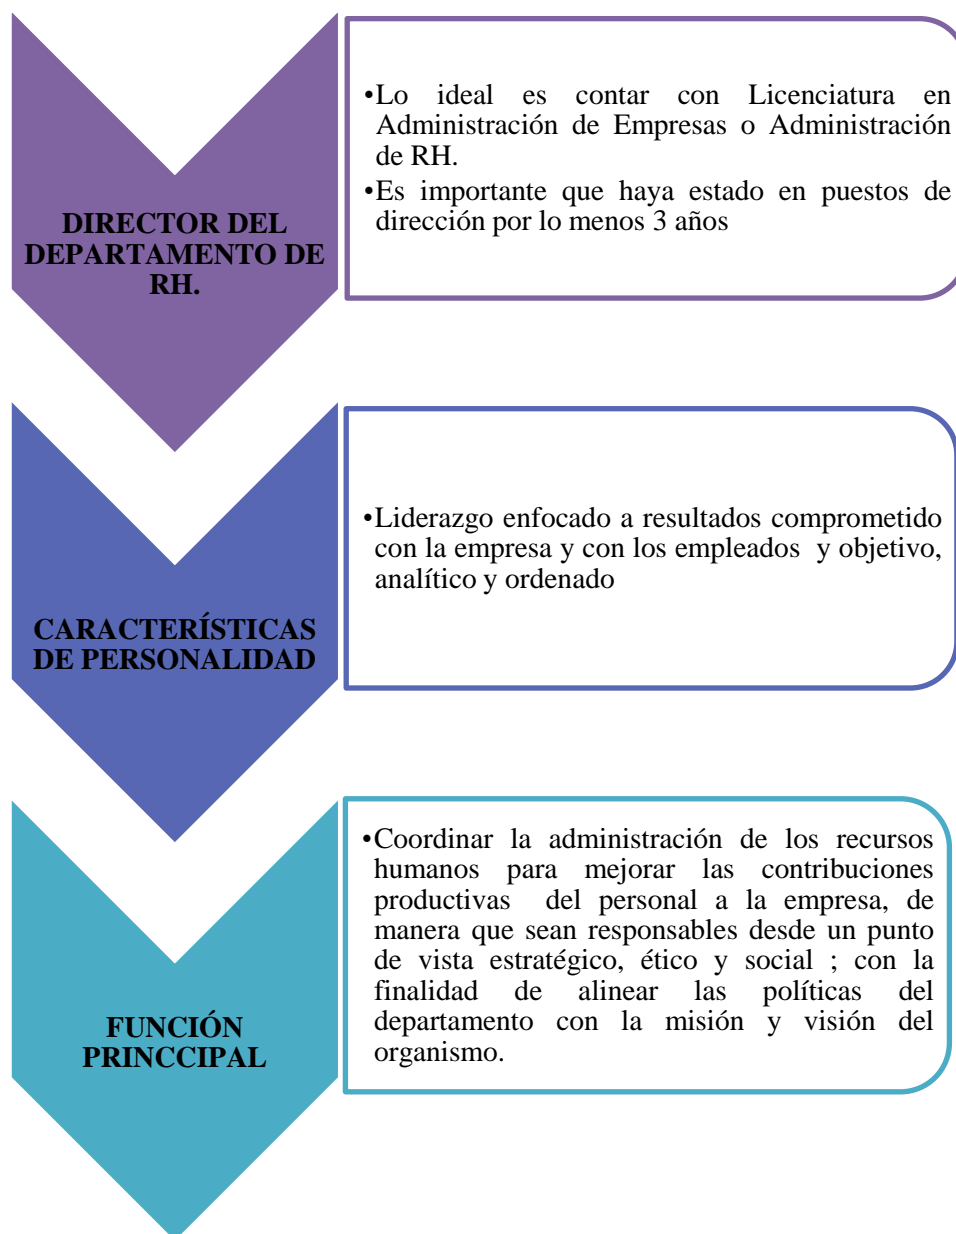 DIRECTOR DEL
DEPARTAMENTO DE
RH.
•Lo ideal es contar con Licenciatura en
Administración de Empresas o Administración
de RH.
•Es importante que haya estado en puestos de
dirección por lo menos 3 años
CARACTERÍSTICAS
DE PERSONALIDAD
•Liderazgo enfocado a resultados comprometido
con la empresa y con los empleados y objetivo,
analítico y ordenado
FUNCIÓN
PRINCCIPAL
•Coordinar la administración de los recursos
humanos para mejorar las contribuciones
productivas del personal a la empresa, de
manera que sean responsables desde un punto
de vista estratégico, ético y social ; con la
finalidad de alinear las políticas del
departamento con la misión y visión del
organismo.